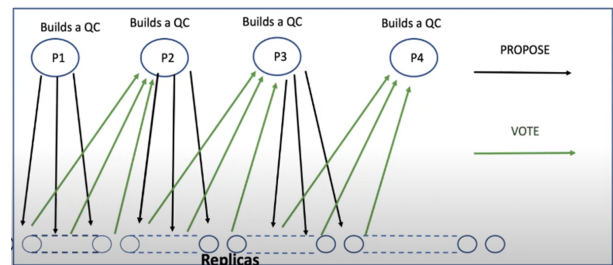 Builds a QC
Builds a QC
Builds a QC
Builds a QC
P1
P2
P3
P4
PROPOSE
VOTE
Replicas